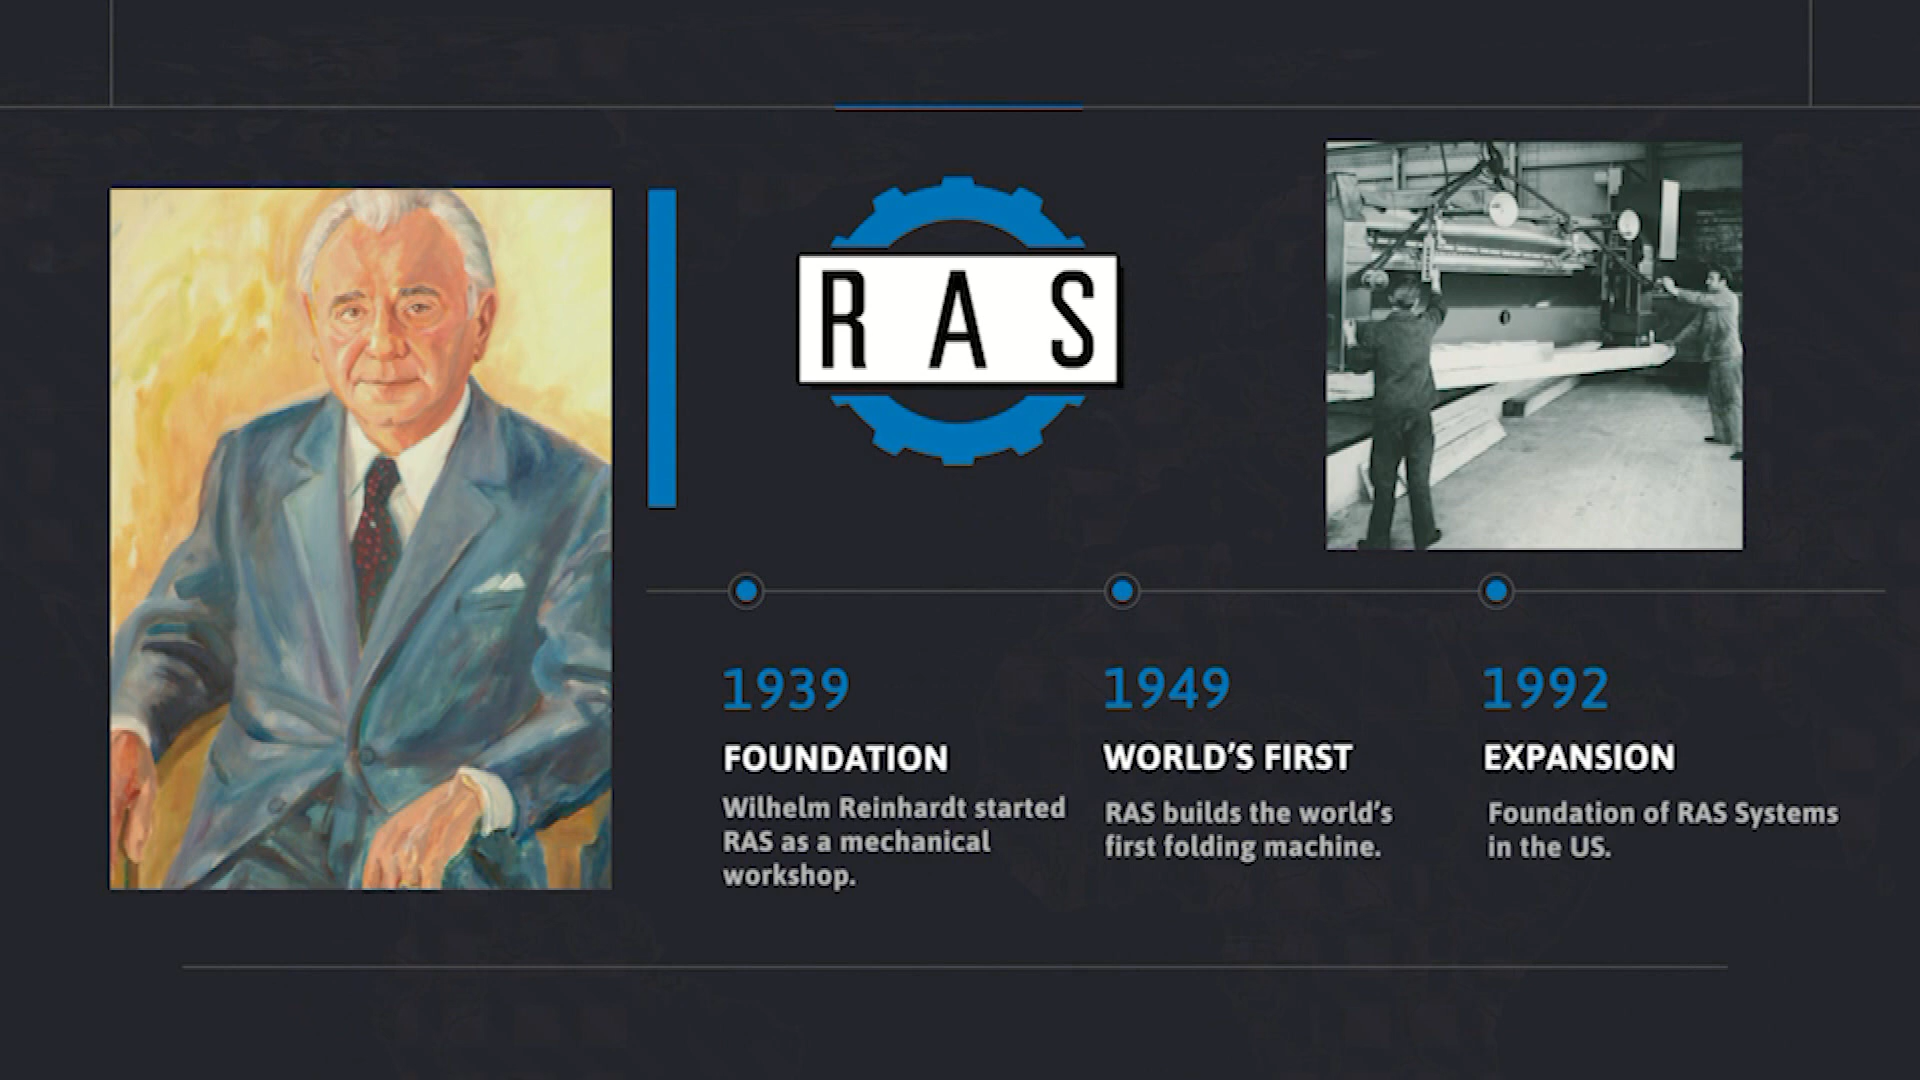 R A S
1939
FOUNDATION
Wilhelm Reinhardt started
RAS as a mechanical
workshop.
1949
WORLD’S FIRST
RAS builds the world’s
first folding machine.
1992
EXPANSION
Foundation of RAS Systems
in the US.